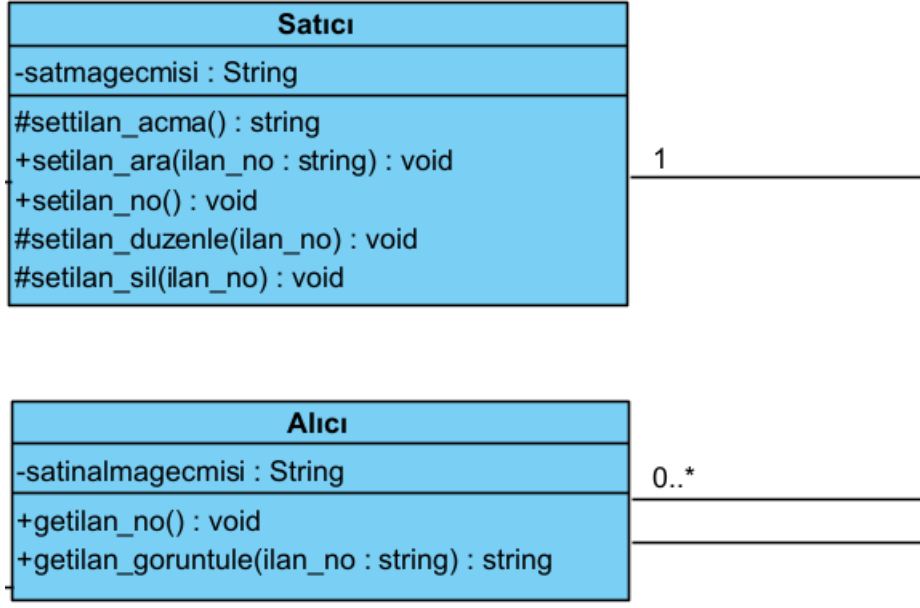 Satıcı
-satmagecmisi : String
#settilan_acma() : string
+setilan_ara(ilan_no : string) : void
+setilan_no() : void
#setilan_duzenle(ilan_no) : void
#setilan_sil(ilan_no) : void
1
Alıcı
-satinalmagecmisi : String
+getilan_no() : void
+getilan_goruntule(ilan_no : string) : string
0..*